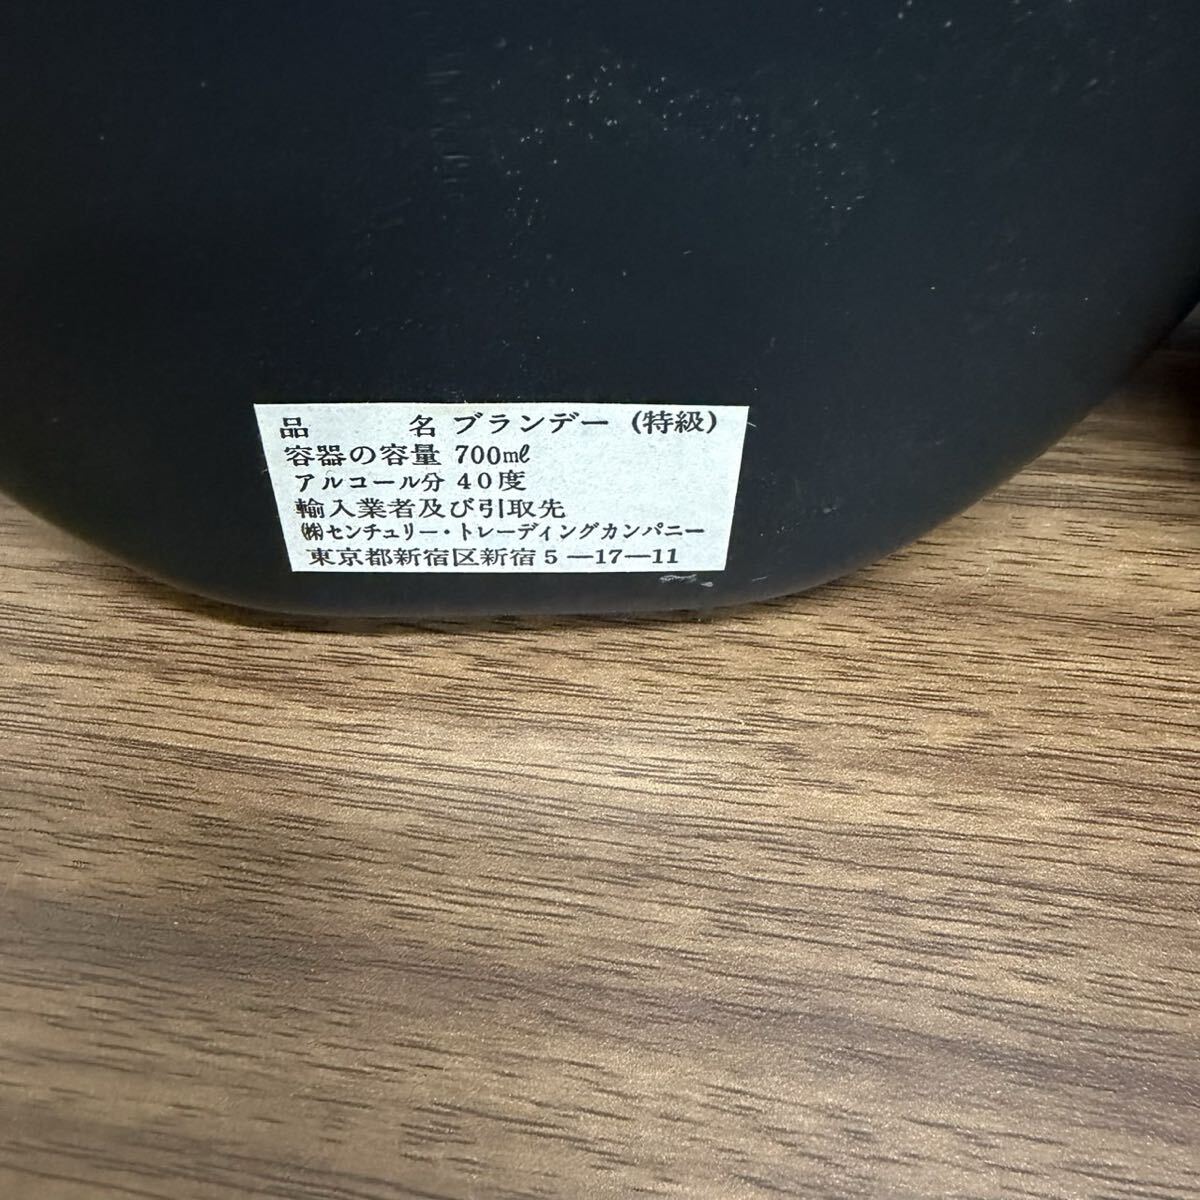 品　　　名 ブランデー（特級）
容器の容量 700㎖
アルコール分 40度
輸入業者及び引取先
㈱センチュリー・トレーディングカンパニー
東京都新宿区新宿5―17―11